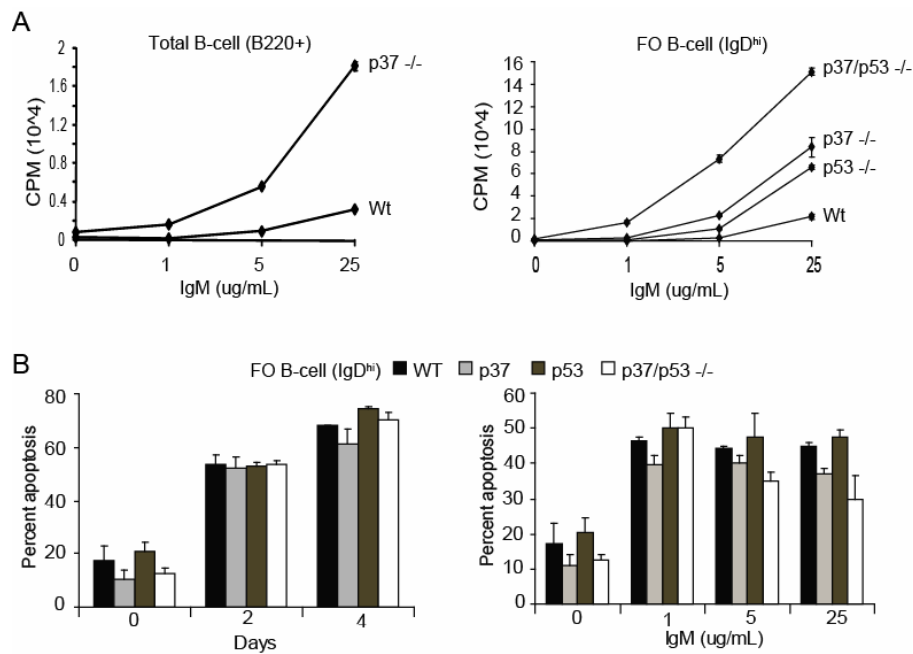 A
Total B-cell (B220+)
2
1.6
1.2
0.8
0.4
0
CPM (10^4)
p37 -/-
Wt
0 1 5 25
IgM (ug/mL)
FO B-cell (IgDhi)
16
14
12
10
8
6
4
2
0
CPM (10^4)
p37/p53 -/-
p37 -/-
p53 -/-
Wt
0 1 5 25
IgM (ug/mL)
B
FO B-cell (IgDhi) WT p37 p53 p37/p53 -/-
80
60
40
20
0
Percent apoptosis
0 2 4
Days
60
50
40
30
20
10
0
Percent apoptosis
0 1 5 25
IgM (ug/mL)